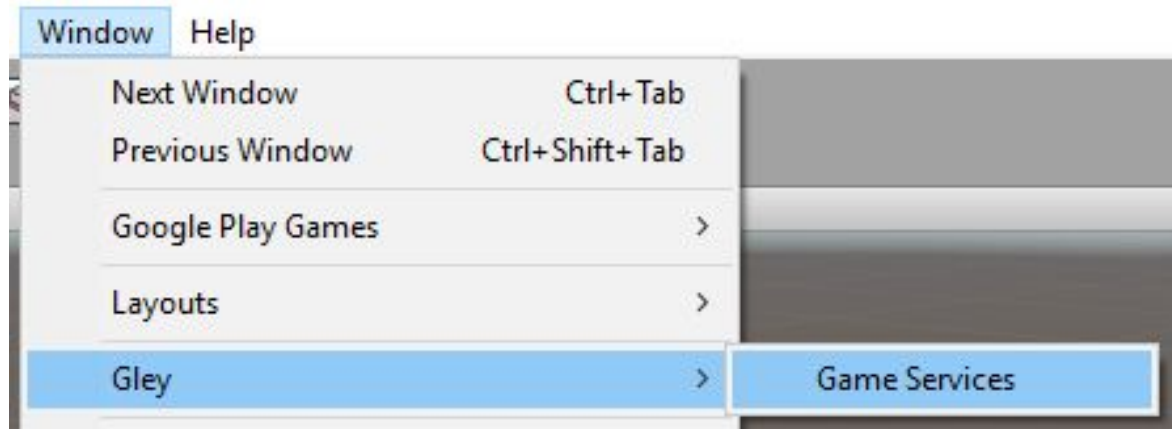 Window Help
Next Window Ctrl+Tab
Previous Window Ctrl+Shift+Tab
Google Play Games >
Layouts >
Gley > Game Services